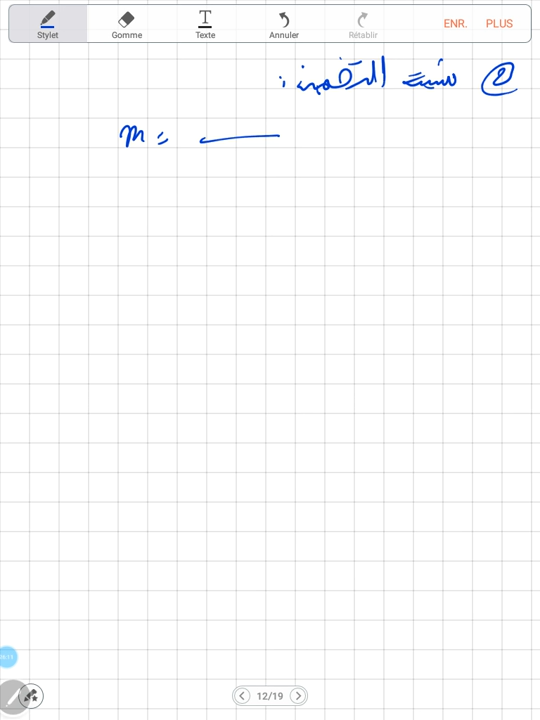 Stylet Gomme Texte Annuler Rétablir ENR. PLUS
② نسبة التضمين :
m =
12/19